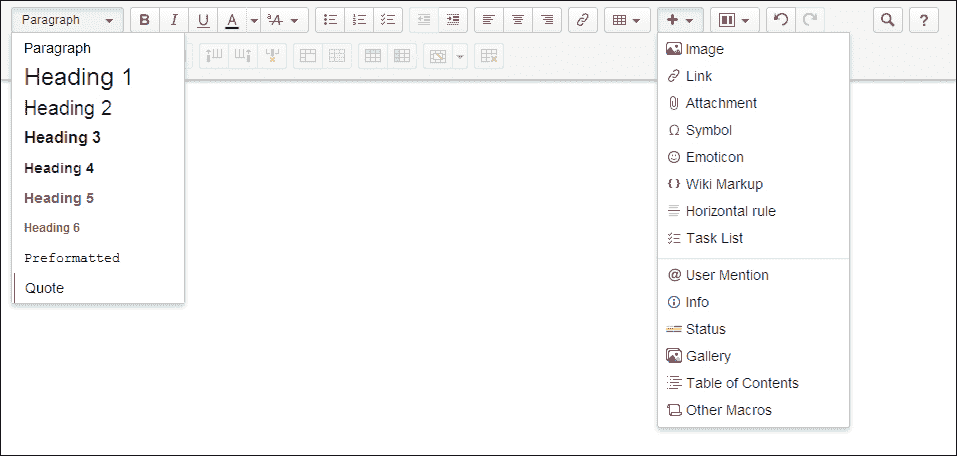 Paragraph
B I U A ªA
?
Paragraph
Heading 1
Heading 2
Heading 3
Heading 4
Heading 5
Heading 6
Preformatted
Quote
Image
Link
Attachment
Ω Symbol
Emoticon
{} Wiki Markup
Horizontal rule
Task List
@ User Mention
Info
Status
Gallery
Table of Contents
Other Macros